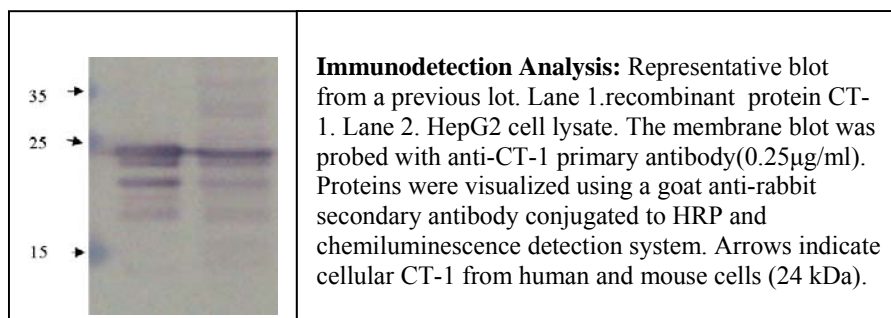 35
25
15
Immunodetection Analysis: Representative blot
from a previous lot. Lane 1.recombinant  protein CT-
1. Lane 2. HepG2 cell lysate. The membrane blot was
probed with anti-CT-1 primary antibody(0.25µg/ml).
Proteins were visualized using a goat anti-rabbit
secondary antibody conjugated to HRP and
chemiluminescence detection system. Arrows indicate
cellular CT-1 from human and mouse cells (24 kDa).